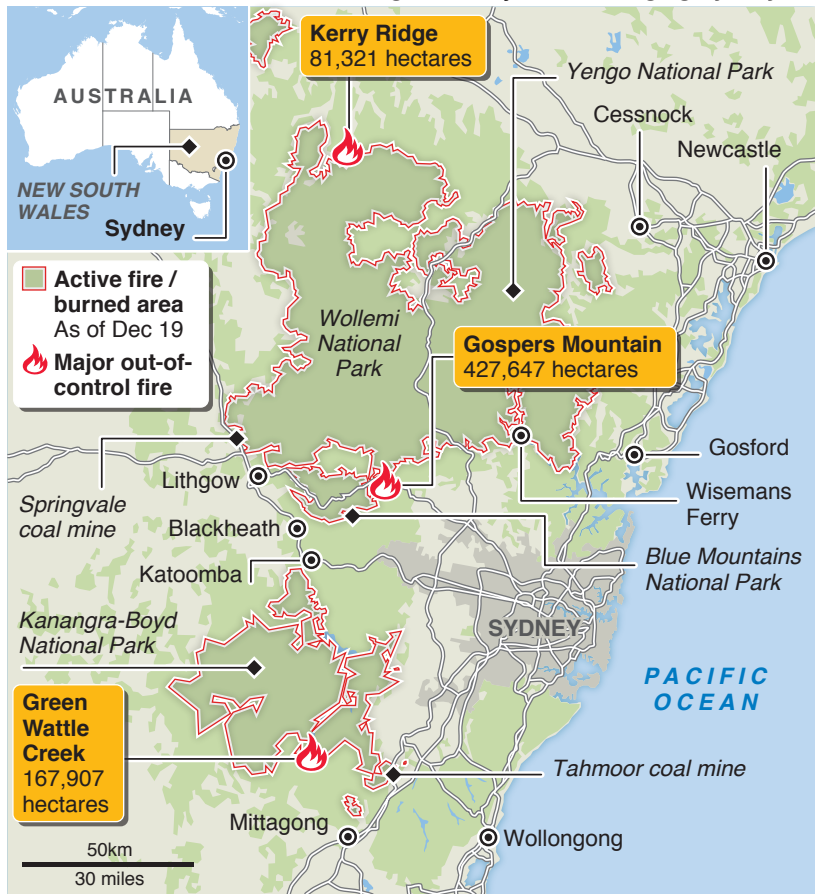 Kerry Ridge
81,321 hectares
Yengo National Park
Cessnock
Newcastle
AUSTRALIA
NEW SOUTH
WALES
Sydney
Active fire /
burned area
As of Dec 19
Major out-of-
control fire
Wollemi
National
Park
Gospers Mountain
427,647 hectares
Gosford
Lithgow
Wisemans
Ferry
Springvale
coal mine
Blackheath
Blue Mountains
National Park
Katoomba
Kanangra-Boyd
National Park
SYDNEY
PACIFIC
OCEAN
Green
Wattle
Creek
167,907
hectares
Tahmoor coal mine
Mittagong
Wollongong
50km
30 miles